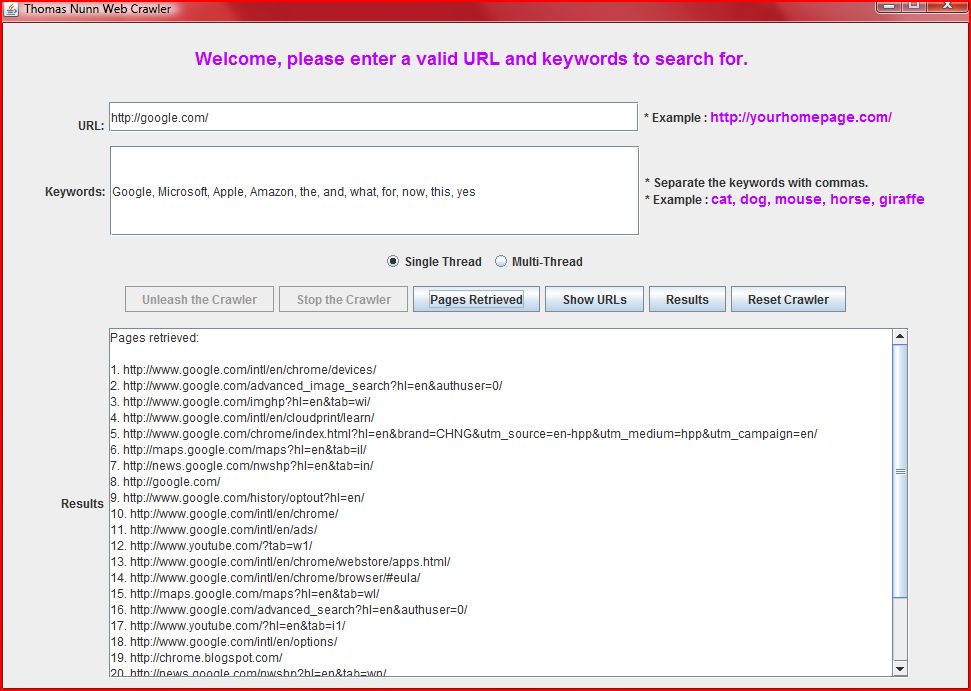 Thomas Nunn Web Crawler
Welcome, please enter a valid URL and keywords to search for.
URL: http://google.com/ * Example : http://yourhomepage.com/
Keywords: Google, Microsoft, Apple, Amazon, the, and, what, for, now, this, yes
* Separate the keywords with commas.
* Example : cat, dog, mouse, horse, giraffe
Single Thread Multi-Thread
Unleash the Crawler Stop the Crawler Pages Retrieved Show URLs Results Reset Crawler
Results
Pages retrieved:
1. http://www.google.com/intl/en/chrome/devices/
2. http://www.google.com/advanced_image_search?hl=en&authuser=0/
3. http://www.google.com/imghp?hl=en&tab=wi/
4. http://www.google.com/intl/en/cloudprint/learn/
5. http://www.google.com/chrome/index.html?hl=en&brand=CHNG&utm_source=en-hpp&utm_medium=hpp&utm_campaign=en/
6. http://maps.google.com/maps?hl=en&tab=il/
7. http://news.google.com/nwshp?hl=en&tab=in/
8. http://google.com/
9. http://www.google.com/history/optout?hl=en/
10. http://www.google.com/intl/en/chrome/
11. http://www.google.com/intl/en/ads/
12. http://www.youtube.com/?tab=w1/
13. http://www.google.com/intl/en/chrome/webstore/apps.html/
14. http://www.google.com/intl/en/chrome/browser/#eula/
15. http://maps.google.com/maps?hl=en&tab=wl/
16. http://www.google.com/advanced_search?hl=en&authuser=0/
17. http://www.youtube.com/?hl=en&tab=i1/
18. http://www.google.com/intl/en/options/
19. http://chrome.blogspot.com/
20. http://news.google.com/nwshp?hl=en&tab=wn/